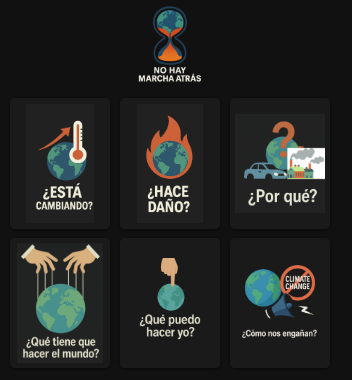 NO HAY
MARCHA ATRÁS
¿ESTÁ
CAMBIANDO?
¿HACE
DAÑO?
?
¿Por qué?
¿Qué tiene que
hacer el mundo?
¿Qué puedo
hacer yo?
CLIMATE
CHANGE
¿Cómo nos engañan?